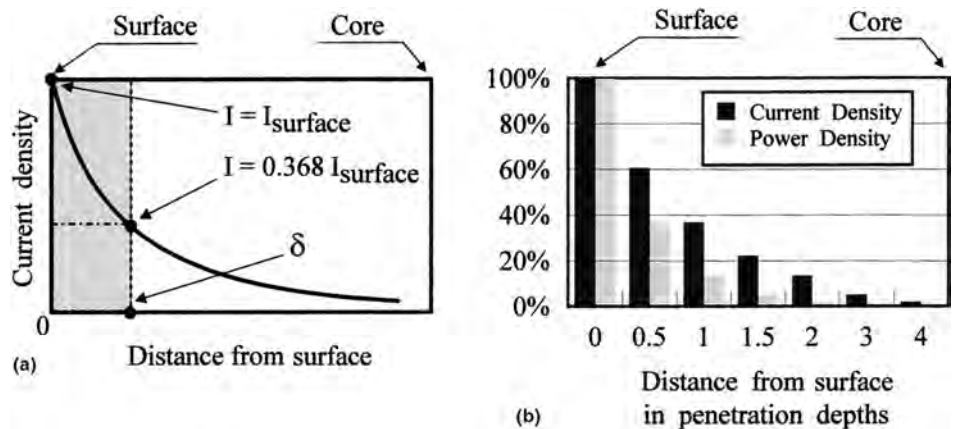 Surface
Core
I = Isurface
I = 0.368 Isurface
δ
Current density
0
Distance from surface
(a)
Surface
Core
100%
80%
60%
40%
20%
0%
Current Density
Power Density
0 0.5 1 1.5 2 3 4
Distance from surface
in penetration depths
(b)